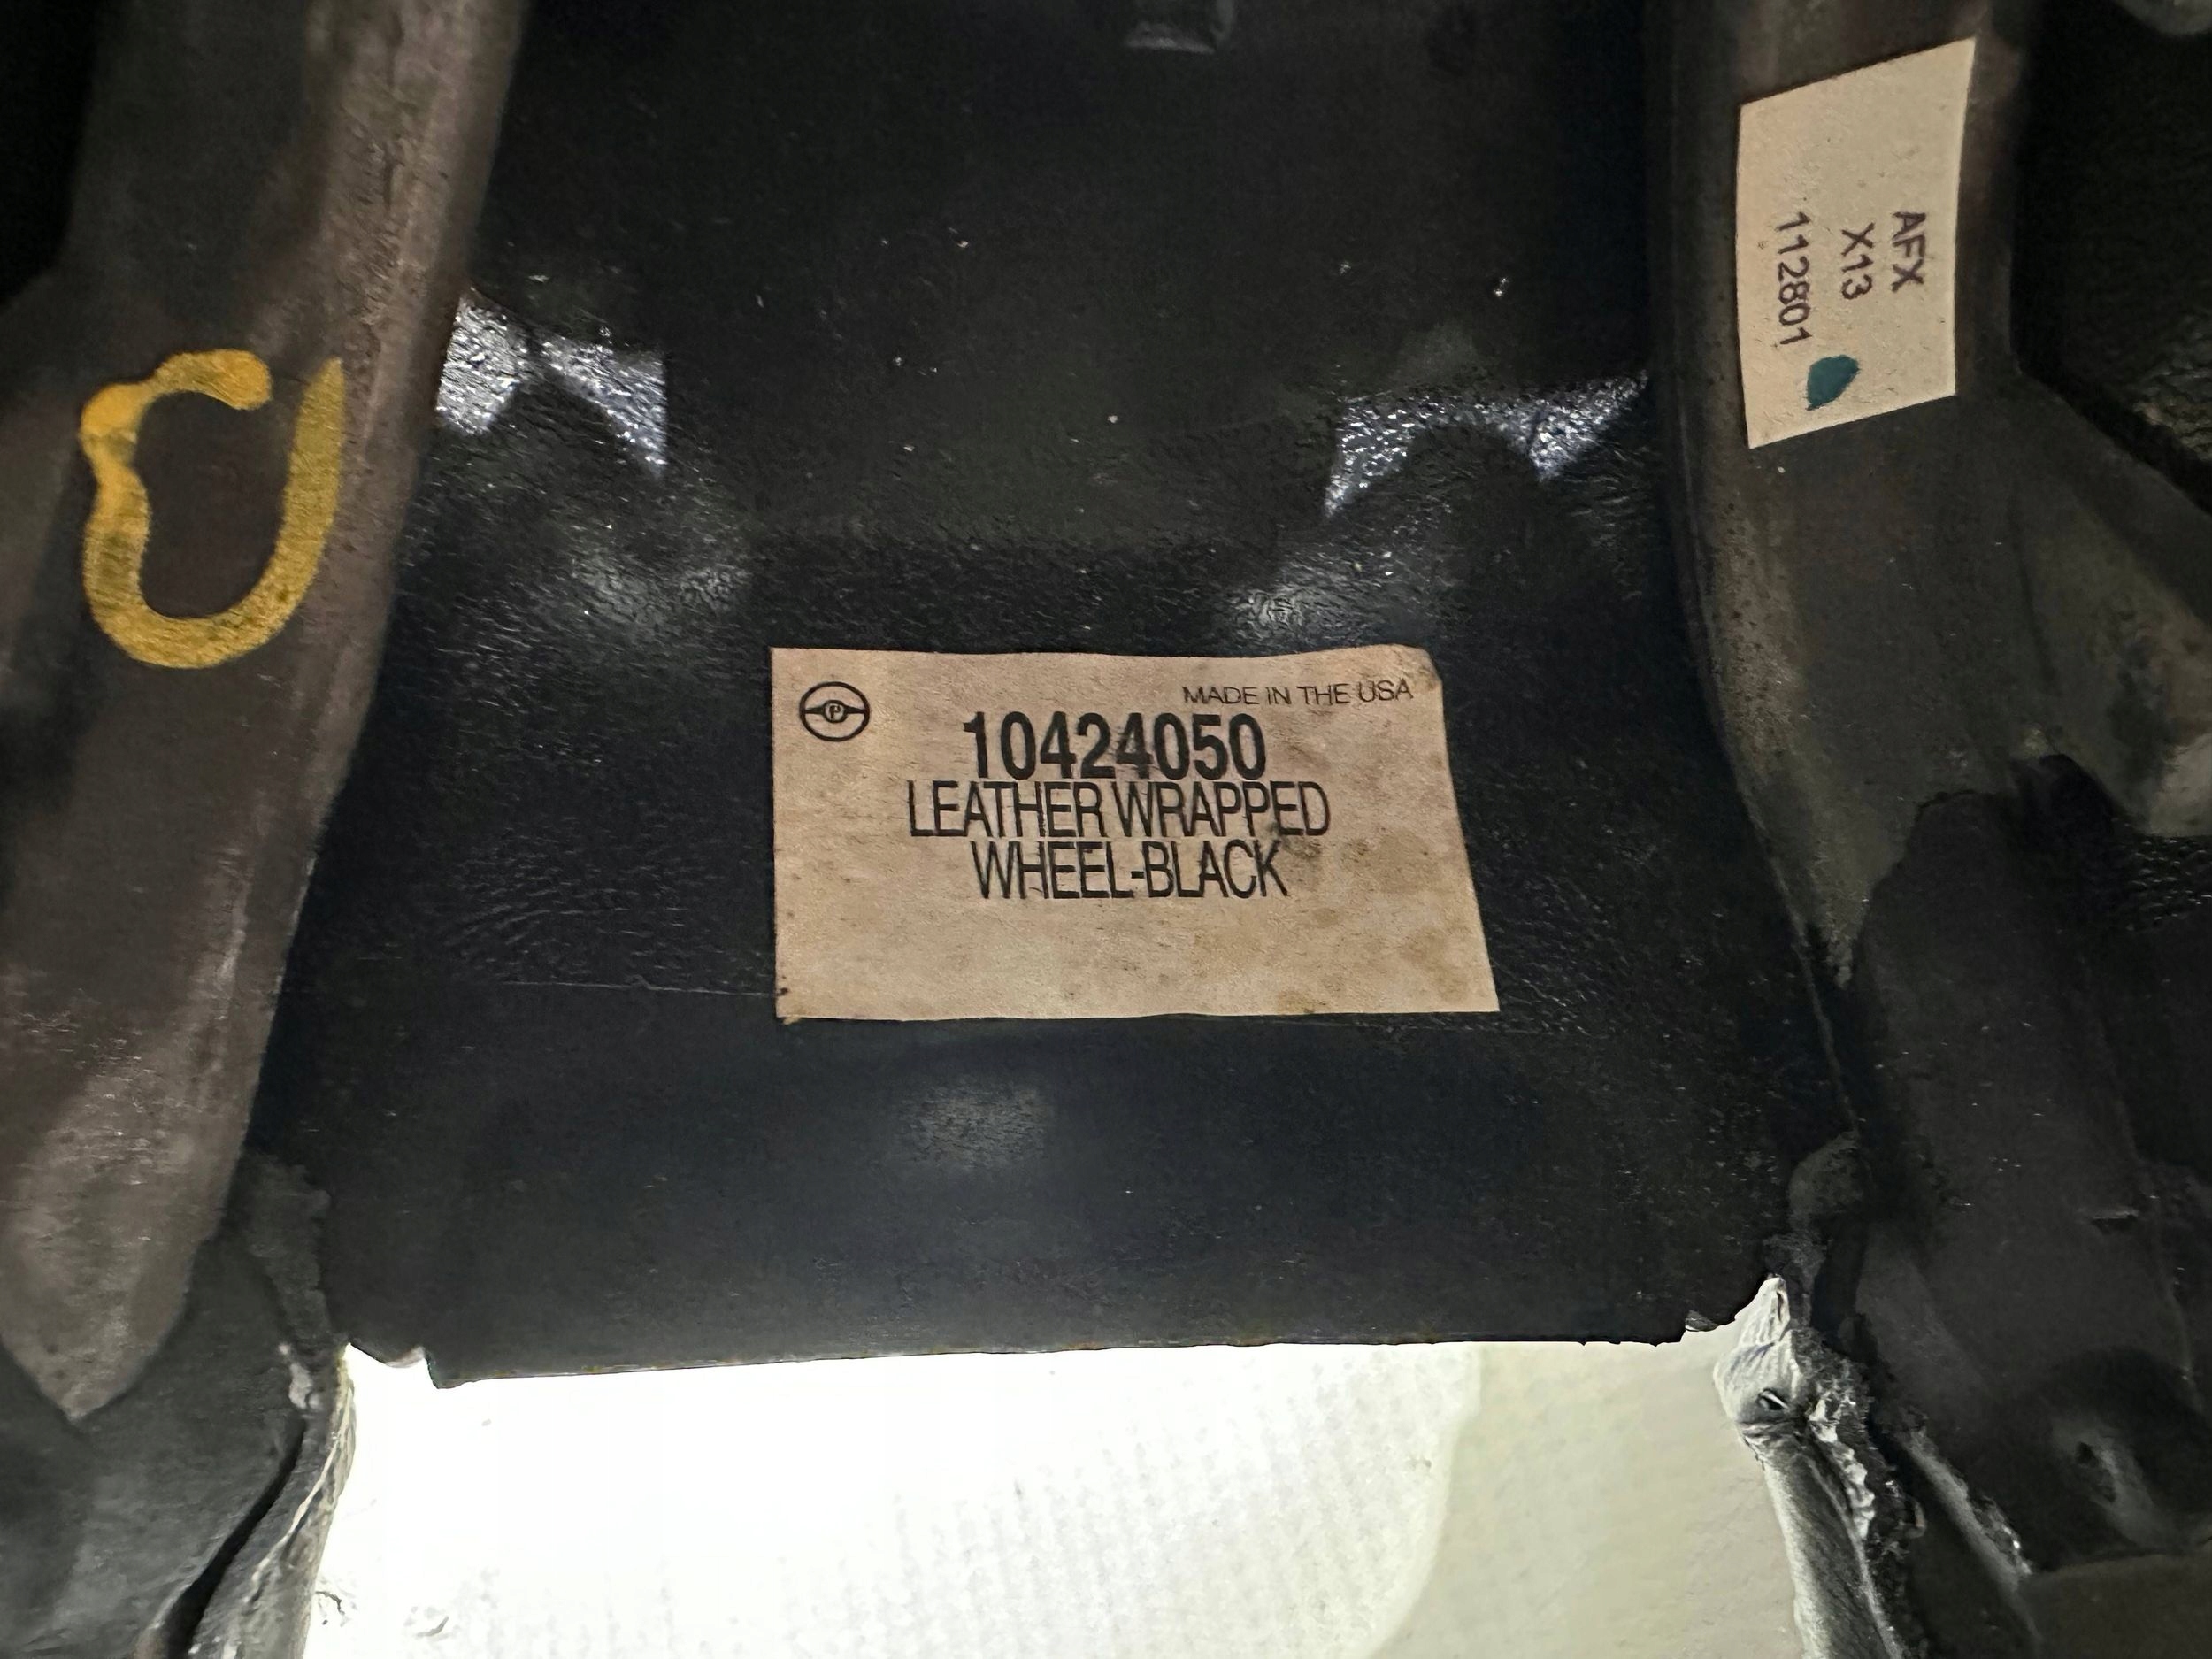 MADE IN THE USA
P
10424050
LEATHER WRAPPED
WHEEL-BLACK
AFX
X13
112801